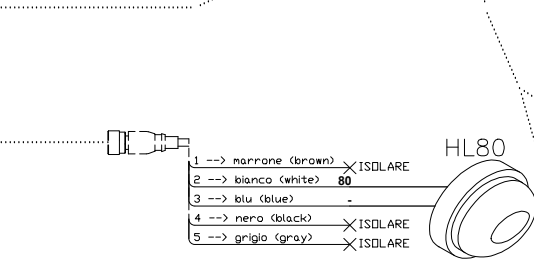 HL80
1 --> marrone (brown) ISOLARE
2 --> bianco (white) 80
3 --> blu (blue) -
4 --> nero (black) ISOLARE
5 --> grigio (gray) ISOLARE